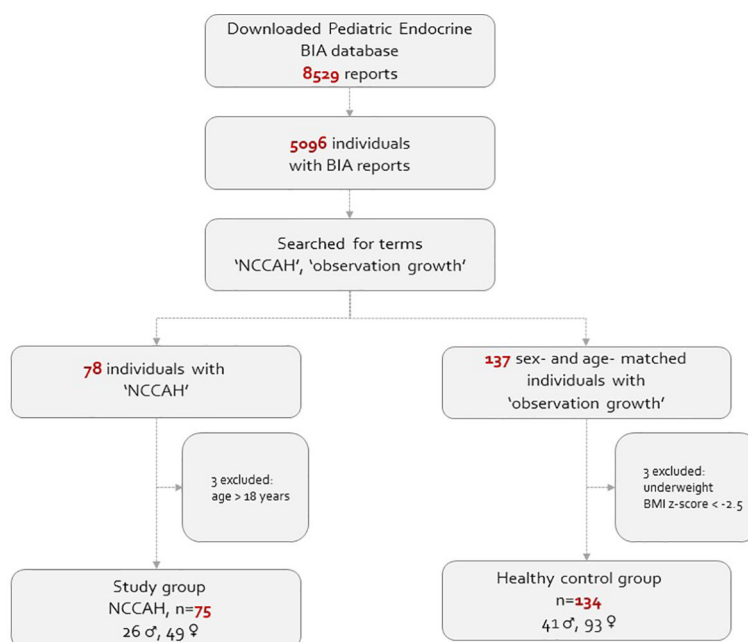 Downloaded Pediatric Endocrine
BIA database
8529 reports
5096 individuals
with BIA reports
Searched for terms
‘NCCAH’, ‘observation growth’
78 individuals with
‘NCCAH’
137 sex- and age- matched
individuals with
‘observation growth’
3 excluded:
age > 18 years
3 excluded:
underweight
BMI z-score < -2.5
Study group
NCCAH, n=75
26 ♂, 49 ♀
Healthy control group
n=134
41 ♂, 93 ♀